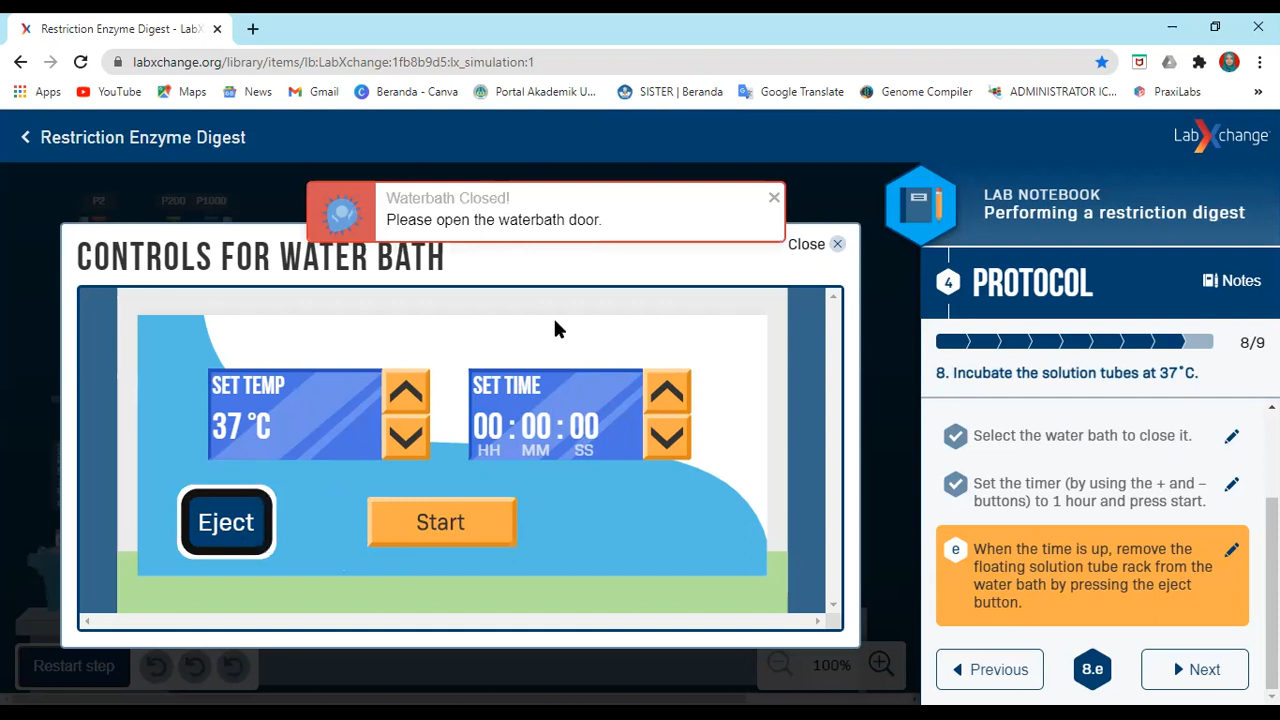 Restriction Enzyme Digest - LabX
labxchange.org/library/items/lb:LabXchange:1fb8b9d5:lx_simulation:1
Apps YouTube Maps News Gmail Beranda - Canva Portal Akademik U... SISTER | Beranda Google Translate Genome Compiler ADMINISTRATOR IC... PraxiLabs »
Restriction Enzyme Digest
LabXchange
P2 P200 P1000
Waterbath Closed!
Please open the waterbath door.
Close
CONTROLS FOR WATER BATH
SET TEMP
37 °C
SET TIME
00 : 00 : 00
HH MM SS
Eject
Start
Restart step
100%
LAB NOTEBOOK
Performing a restriction digest
4 PROTOCOL
Notes
8/9
8. Incubate the solution tubes at 37°C.
Select the water bath to close it.
Set the timer (by using the + and –
buttons) to 1 hour and press start.
e When the time is up, remove the
floating solution tube rack from the
water bath by pressing the eject
button.
Previous
8.e
Next